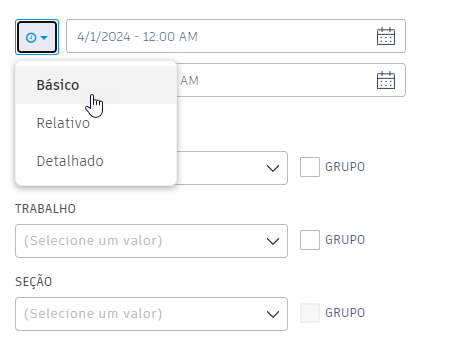 4/1/2024 - 12:00 AM
Básico
AM
Relativo
Detalhado
GRUPO
TRABALHO
(Selecione um valor)
GRUPO
SEÇÃO
(Selecione um valor)
GRUPO